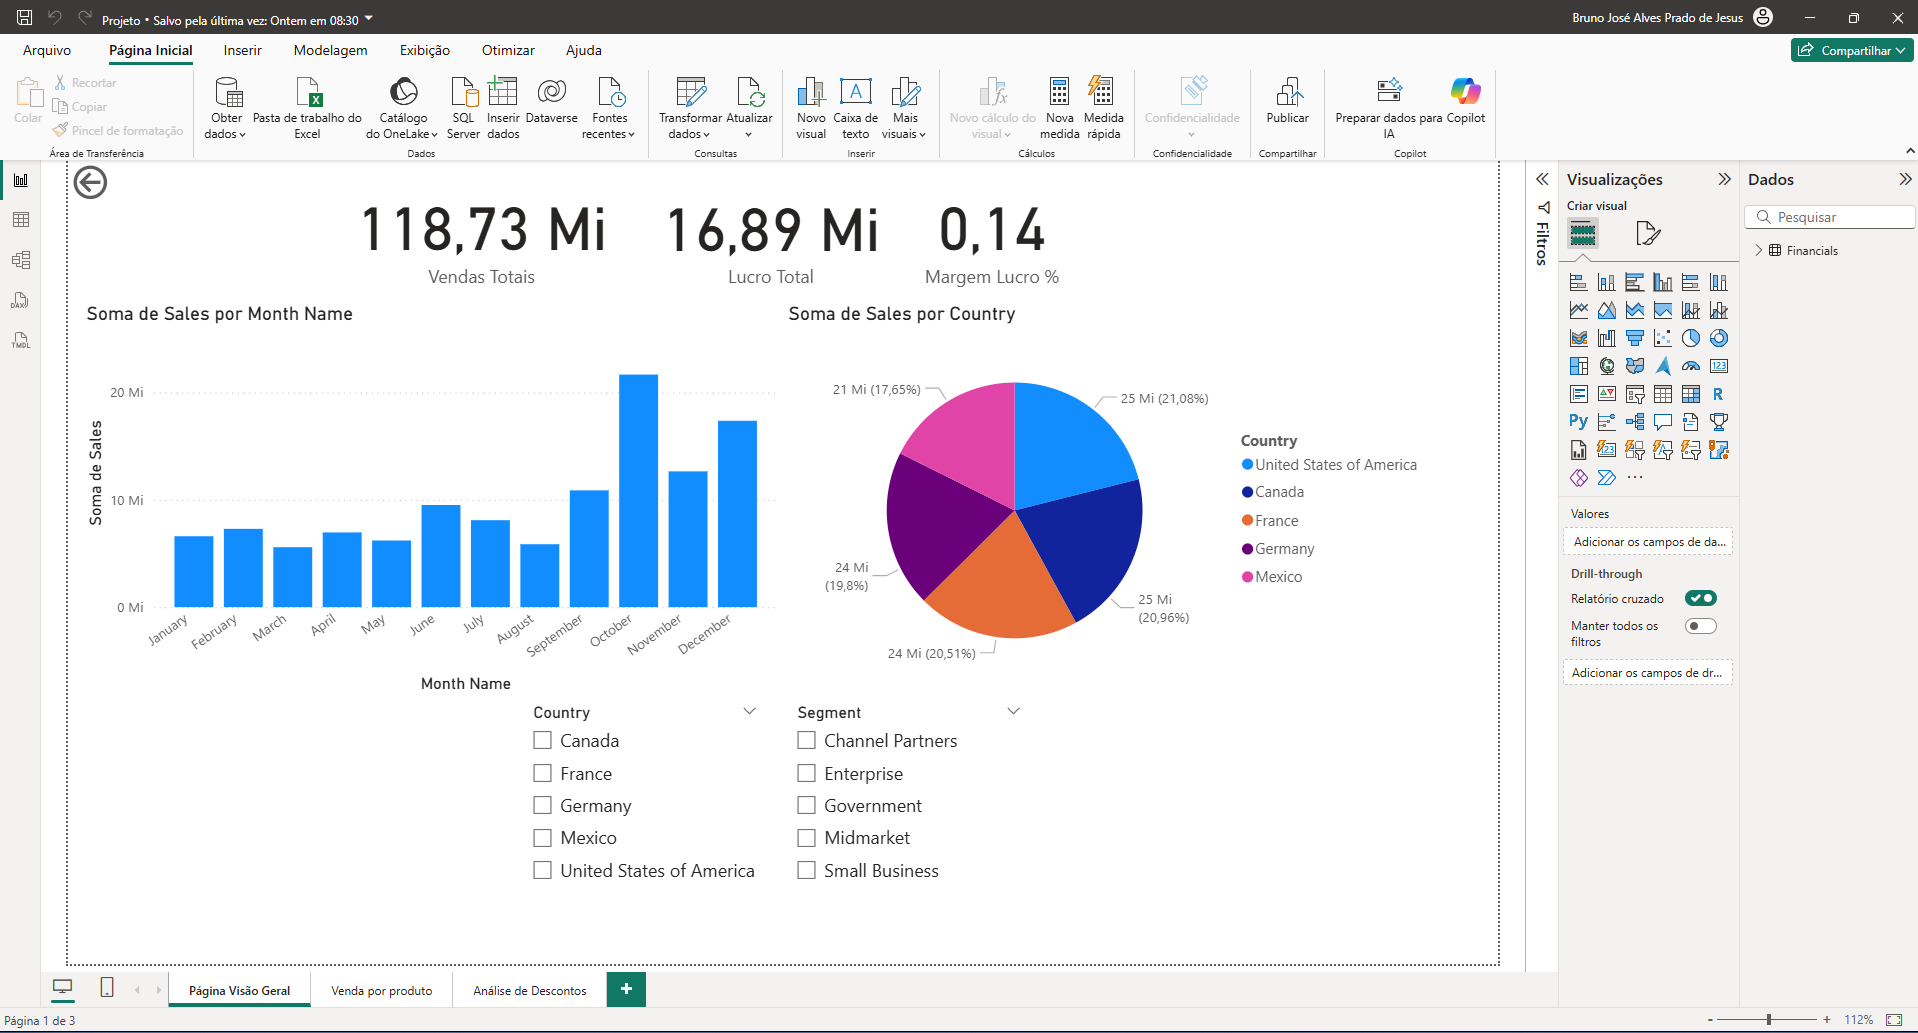 Projeto • Salvo pela última vez: Ontem em 08:30
Bruno José Alves Prado de Jesus
Arquivo
Página Inicial
Inserir
Modelagem
Exibição
Otimizar
Ajuda
Compartilhar
Colar
Recortar
Copiar
Pincel de formatação
Área de Transferência
Obter dados
Pasta de trabalho do Excel
Catálogo do OneLake
SQL Server
Inserir dados
Dataverse
Fontes recentes
Dados
Transformar dados
Atualizar
Consultas
Novo visual
Caixa de texto
Mais visuais
Inserir
Novo cálculo do visual
Nova medida
Medida rápida
Cálculos
Confidencialidade
Confidencialidade
Publicar
Compartilhar
Preparar dados para IA
Copilot
Copilot
DAX
TMDL
118,73 Mi
Vendas Totais
16,89 Mi
Lucro Total
0,14
Margem Lucro %
Soma de Sales por Month Name
Soma de Sales
20 Mi
10 Mi
0 Mi
January
February
March
April
May
June
July
August
September
October
November
December
Month Name
Soma de Sales por Country
21 Mi (17,65%)
25 Mi (21,08%)
24 Mi
(19,8%)
25 Mi
(20,96%)
24 Mi (20,51%)
Country
United States of America
Canada
France
Germany
Mexico
Country
Canada
France
Germany
Mexico
United States of America
Segment
Channel Partners
Enterprise
Government
Midmarket
Small Business
Filtros
Visualizações
Criar visual
123
R
Py
123
Valores
Adicionar os campos de da...
Drill-through
Relatório cruzado
Manter todos os
filtros
Adicionar os campos de dr...
Dados
Pesquisar
Financials
Página Visão Geral
Venda por produto
Análise de Descontos
+
Página 1 de 3
- + 112%